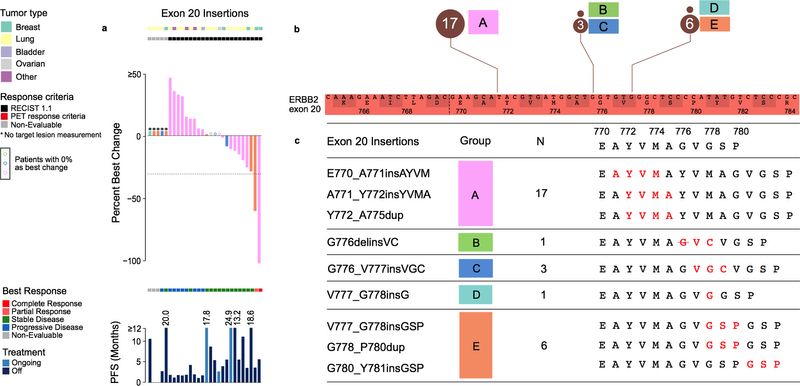 Tumor type
Breast
Lung
Bladder
Ovarian
Other
Response criteria
RECIST 1.1
PET response criteria
Non-Evaluable
* No target lesion measurement
Patients with 0%
as best change
Best Response
Complete Response
Partial Response
Stable Disease
Progressive Disease
Non-Evaluable
Treatment
Ongoing
Off
a
Exon 20 Insertions
Percent Best Change
≥50
0
−50
−100
20.0
17.8
24.9
13.2
18.6
PFS (Months)
≥12
10
8
6
4
2
0
b
17
A
3
B
C
6
D
E
ERBB2
exon 20
CAAAGAAATCTTAGACGAAGCATACGTGATGGCTGGTGTGGGCTCCCCATATGTCTCCCGC
K E I L D E A Y V M A G V G S P Y V S R
766 768 770 772 774 776 778 780 782 784
c
Exon 20 Insertions Group N
770 772 774 776 778 780
E A Y V M A G V G S P
E770_A771insAYVM
E A Y V M A Y V M A G V G S P
A771_Y772insYVMA
A
17
E A Y V M A Y V M A G V G S P
Y772_A775dup
E A Y V M A Y V M A G V G S P
G776delinsVC B 1 E A Y V M A G V C V G S P
G776_V777insVGC C 3 E A Y V M A G V G C V G S P
V777_G778insG D 1 E A Y V M A G V G G S P
V777_G778insGSP
E A Y V M A G V G S P G S P
G778_P780dup
E
6
E A Y V M A G V G S P G S P
G780_Y781insGSP
E A Y V M A G V G S P G S P